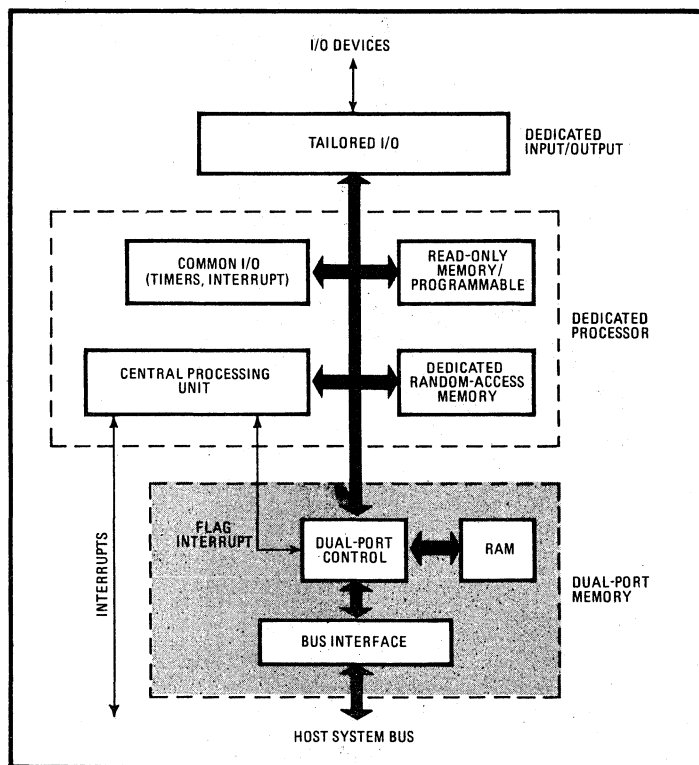 I/O DEVICES
TAILORED I/O
DEDICATED
INPUT/OUTPUT
COMMON I/O
(TIMERS, INTERRUPT)
READ-ONLY
MEMORY/
PROGRAMMABLE
DEDICATED
PROCESSOR
CENTRAL PROCESSING
UNIT
DEDICATED
RANDOM-ACCESS
MEMORY
INTERRUPTS
FLAG
INTERRUPT
DUAL-PORT
CONTROL
RAM
DUAL-PORT
MEMORY
BUS INTERFACE
HOST SYSTEM BUS